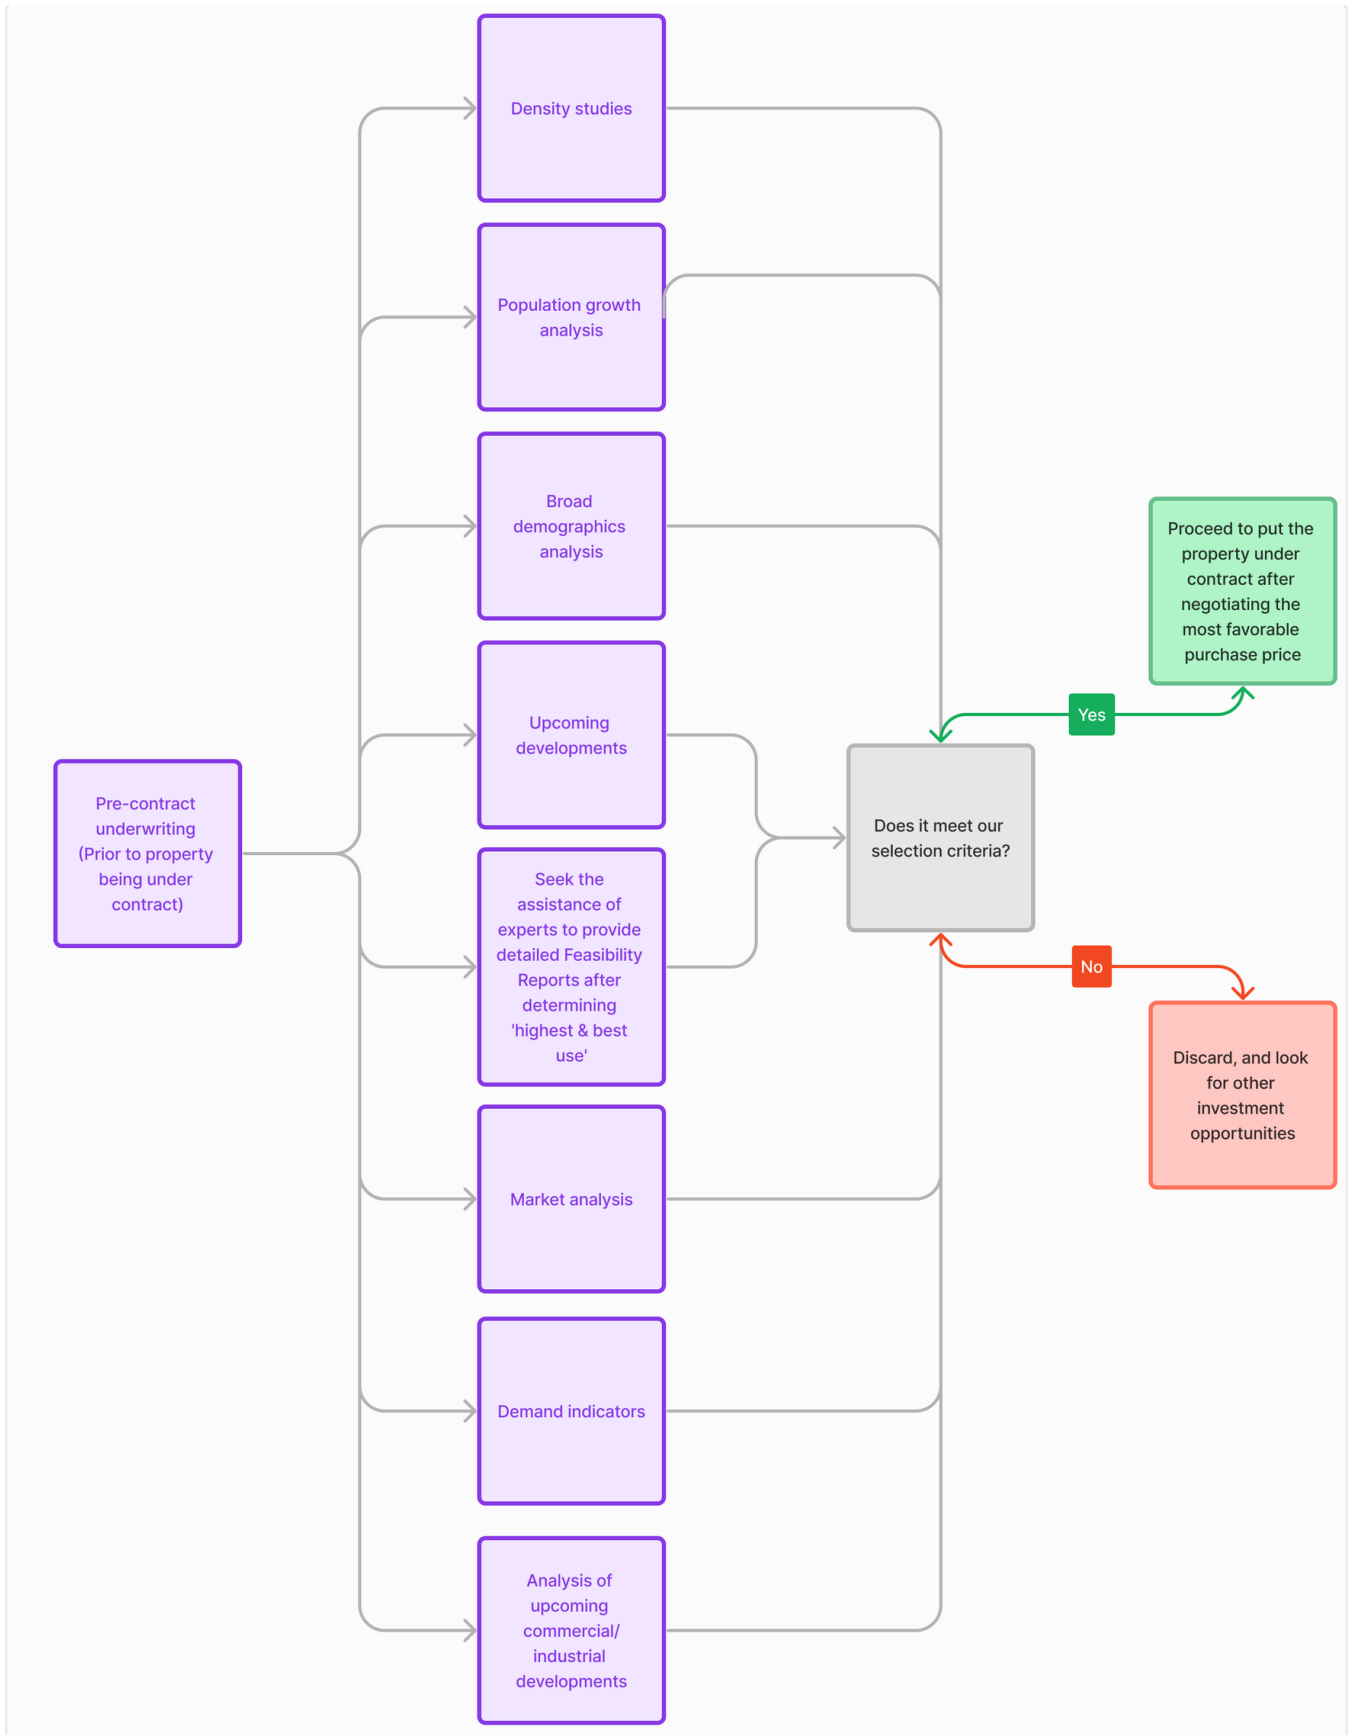 Density studies
Population growth
analysis
Broad
demographics
analysis
Upcoming
developments
Pre-contract
underwriting
(Prior to property
being under
contract)
Seek the
assistance of
experts to provide
detailed Feasibility
Reports after
determining
'highest & best
use'
Market analysis
Demand indicators
Analysis of
upcoming
commercial/
industrial
developments
Does it meet our
selection criteria?
Yes
Proceed to put the
property under
contract after
negotiating the
most favorable
purchase price
No
Discard, and look
for other
investment
opportunities